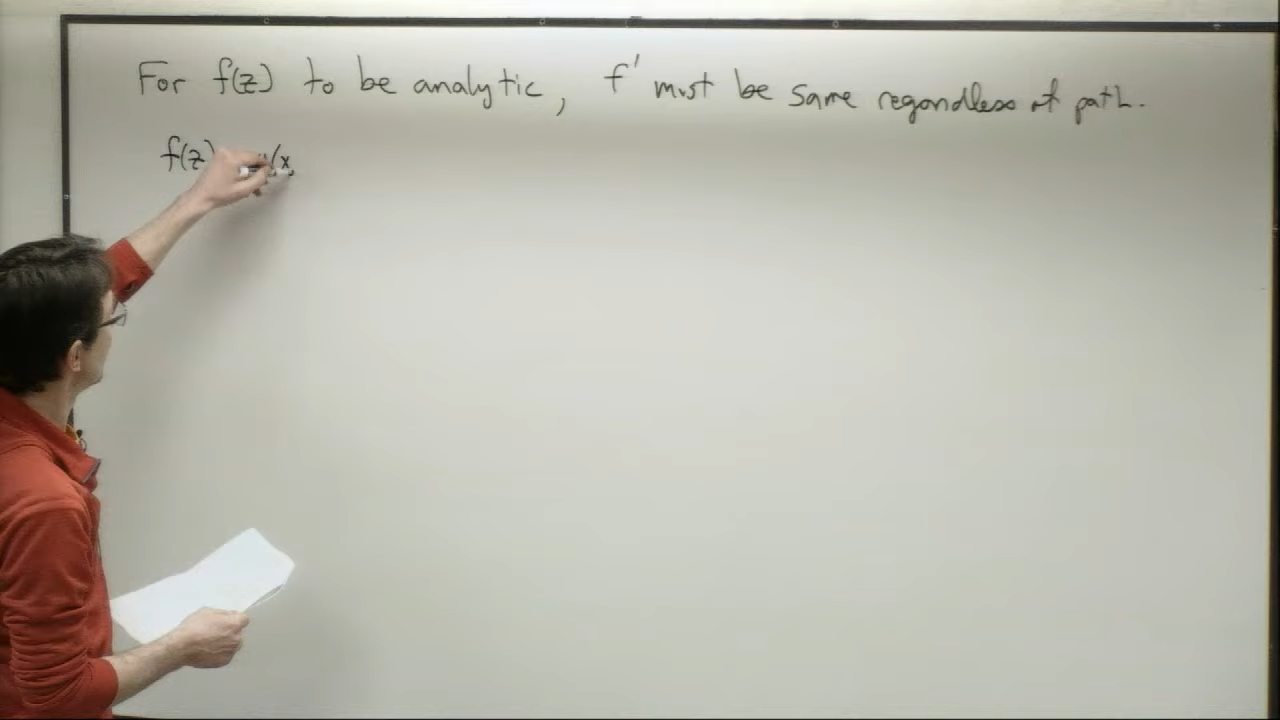 For f(z) to be analytic, f' must be same regardless of path.
f(z) = u(x,